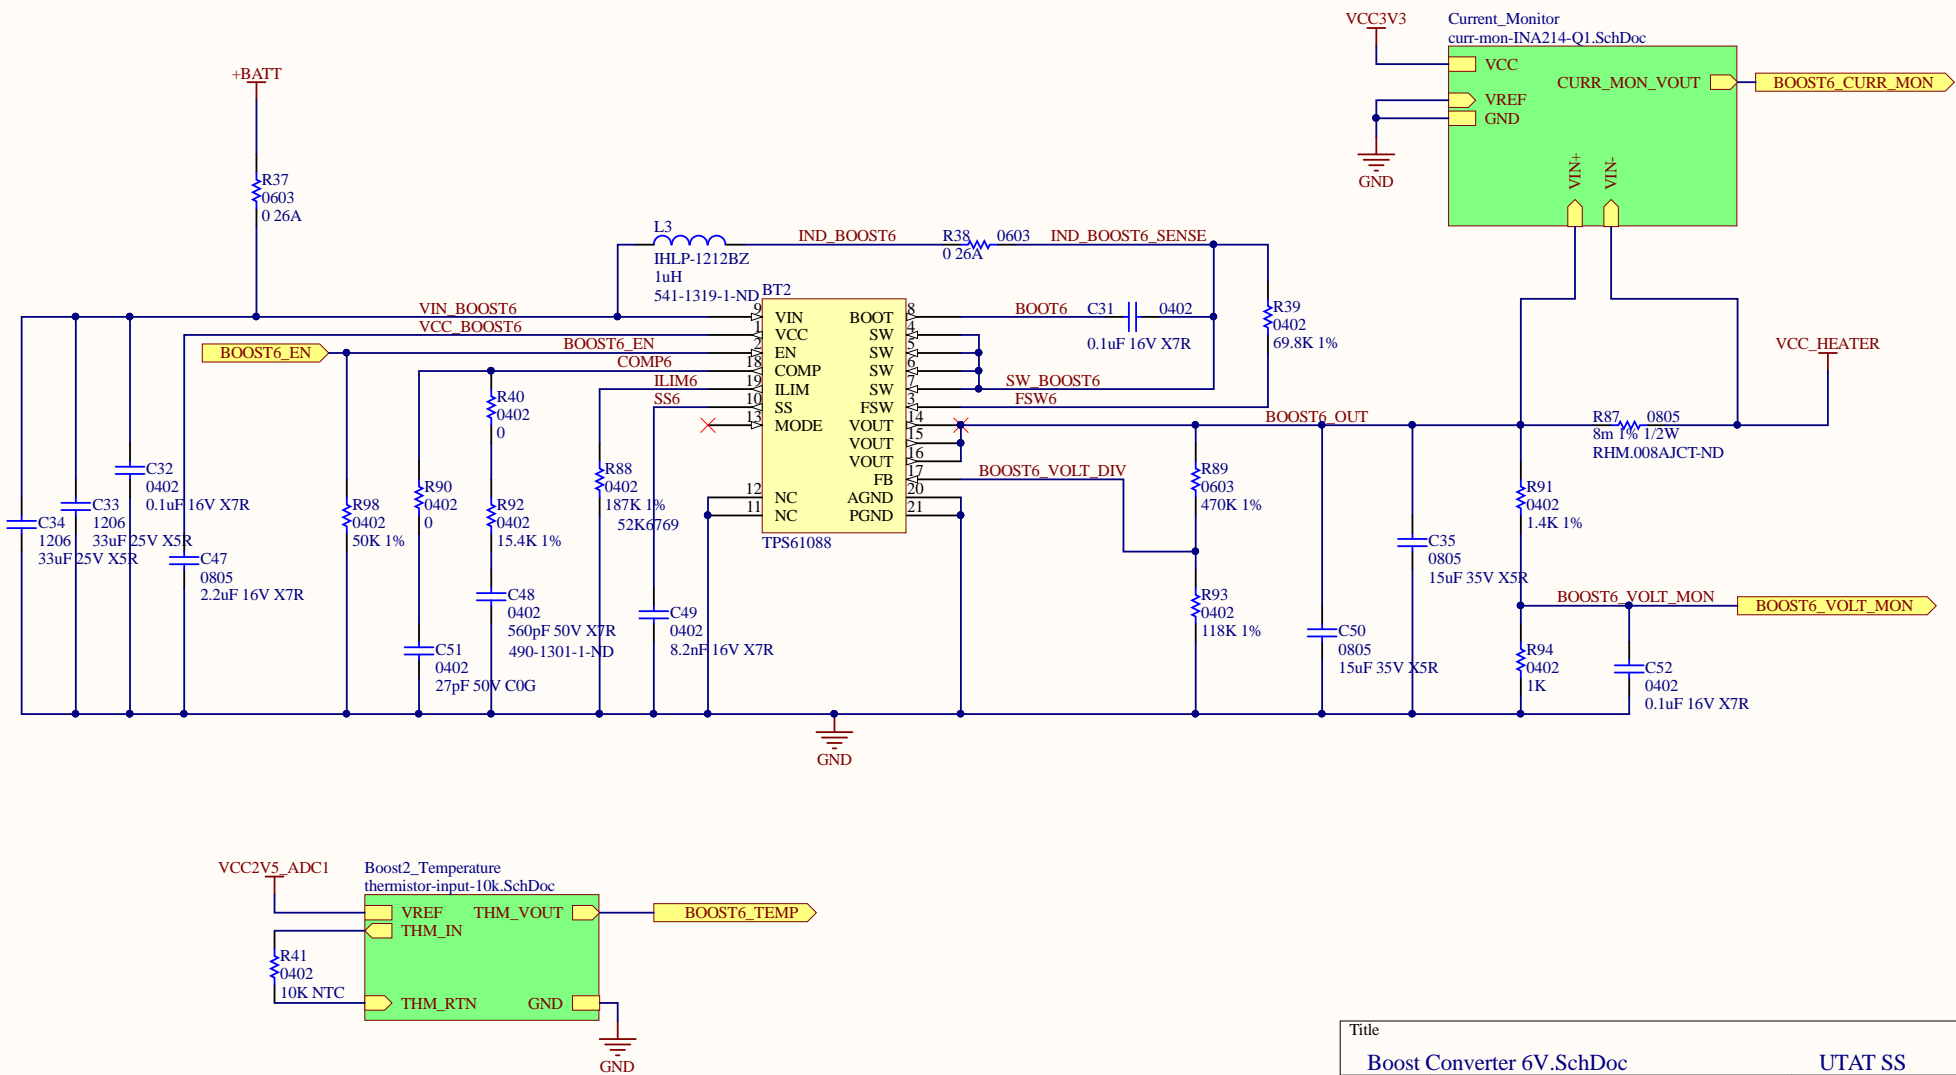 VCC3V3
Current_Monitor
curr-mon-INA214-Q1.SchDoc
VCC
CURR_MON_VOUT
BOOST6_CURR_MON
VREF
GND
VIN+
VIN-
GND
+BATT
R37
0603
0 26A
L3
IHLP-1212BZ
1uH
541-1319-1-ND
IND_BOOST6
R38
0603
0 26A
IND_BOOST6_SENSE
BT2
VIN_BOOST6
9
VIN
VCC_BOOST6
1
VCC
BOOST6_EN
BOOST6_EN
2
EN
COMP6
18
COMP
ILIM6
19
ILIM
SS6
10
SS
13
MODE
12
NC
11
NC
TPS61088
BOOT
8
BOOT6
SW
4
SW
5
SW
6
SW
7
SW_BOOST6
FSW
3
FSW6
VOUT
14
VOUT
15
VOUT
16
FB
17
BOOST6_VOLT_DIV
AGND
20
PGND
21
C31
0402
0.1uF 16V X7R
R39
0402
69.8K 1%
BOOST6_OUT
VCC_HEATER
R87
0805
8m 1% 1/2W
RHM.008AJCT-ND
C34
1206
33uF 25V X5R
C33
1206
33uF 25V X5R
C32
0402
0.1uF 16V X7R
C47
0805
2.2uF 16V X7R
R98
0402
50K 1%
R90
0402
0
R40
0402
0
R92
0402
15.4K 1%
C48
0402
560pF 50V X7R
490-1301-1-ND
C51
0402
27pF 50V C0G
R88
0402
187K 1%
52K6769
C49
0402
8.2nF 16V X7R
R89
0603
470K 1%
R93
0402
118K 1%
C50
0805
15uF 35V X5R
C35
0805
15uF 35V X5R
R91
0402
1.4K 1%
BOOST6_VOLT_MON
BOOST6_VOLT_MON
R94
0402
1K
C52
0402
0.1uF 16V X7R
GND
VCC2V5_ADC1
Boost2_Temperature
thermistor-input-10k.SchDoc
VREF
THM_VOUT
BOOST6_TEMP
THM_IN
R41
0402
10K NTC
THM_RTN
GND
GND
Title
Boost Converter 6V.SchDoc
UTAT SS